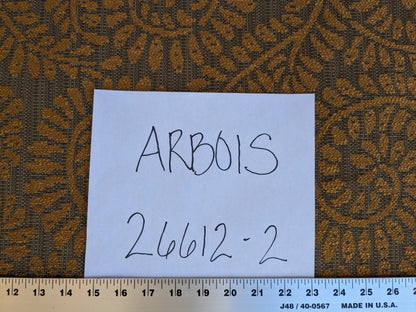 ARBOIS
26612-2
12 13 14 15 16 17 18 19 20 21 22 23 24 25 26
J48 / 40-0567 MADE IN U.S.A.